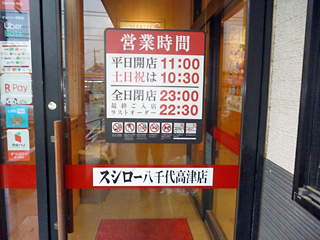 営業時間
平日開店 11:00
土日祝は 10:30
全日閉店 23:00
最終ご入店
ラストオーダー 22:30
スシロー八千代高津店
R Pay
LINE